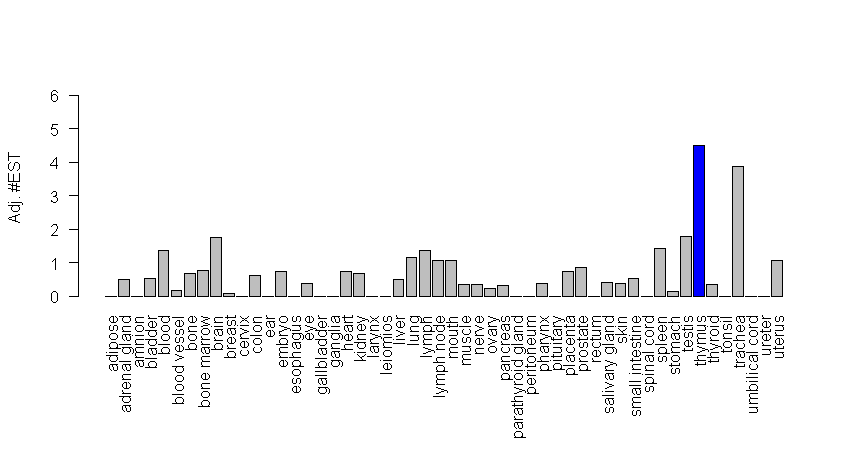 Adj. #EST
6
5
4
3
2
1
0
adipose
adrenal gland
amnion
bladder
blood
blood vessel
bone
bone marrow
brain
breast
cervix
colon
ear
embryo
esophagus
eye
gallbladder
ganglia
heart
kidney
larynx
leiomios
liver
lung
lymph
lymph node
mouth
muscle
nerve
ovary
pancreas
parathyroid gland
peritoneum
pharynx
pituitary
placenta
prostate
rectum
salivary gland
skin
small intestine
spinal cord
spleen
stomach
testis
thymus
thyroid
tonsil
trachea
umbilical cord
ureter
uterus